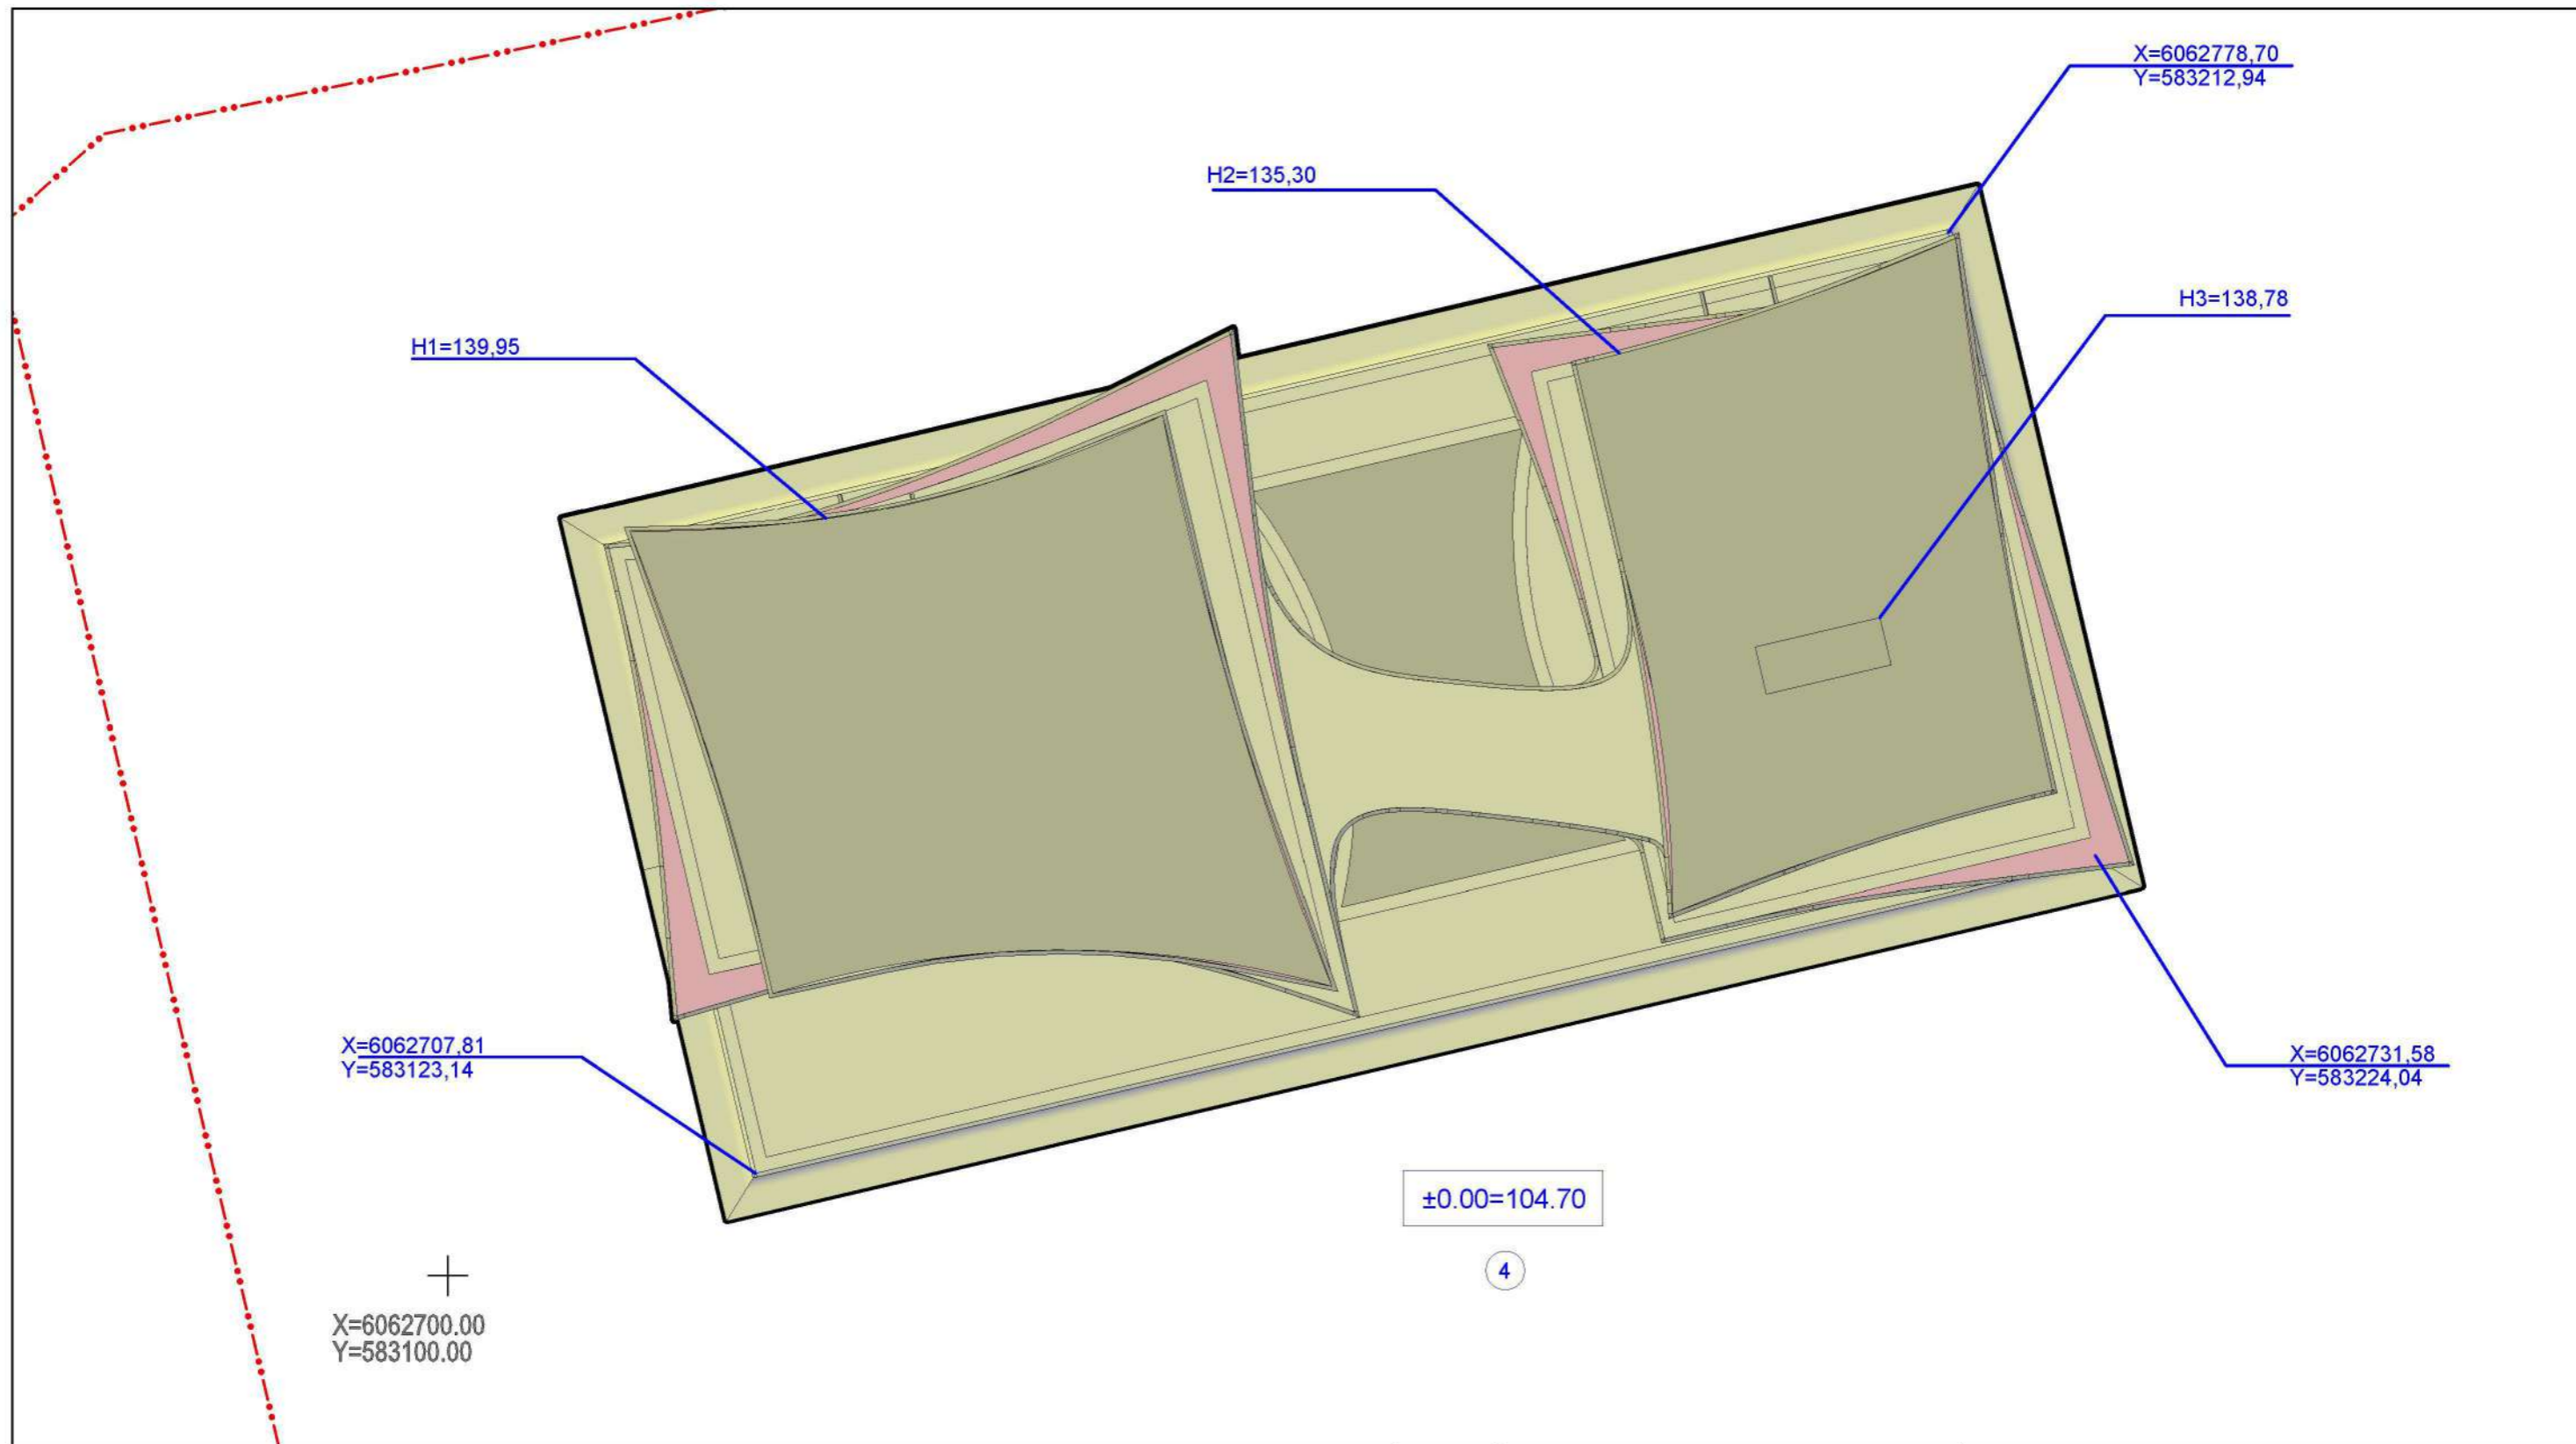 X=6062778,70
Y=583212,94
H2=135,30
H3=138,78
H1=139,95
X=6062707,81
Y=583123,14
X=6062731,58
Y=583224,04
±0.00=104.70
4
X=6062700.00
Y=583100.00